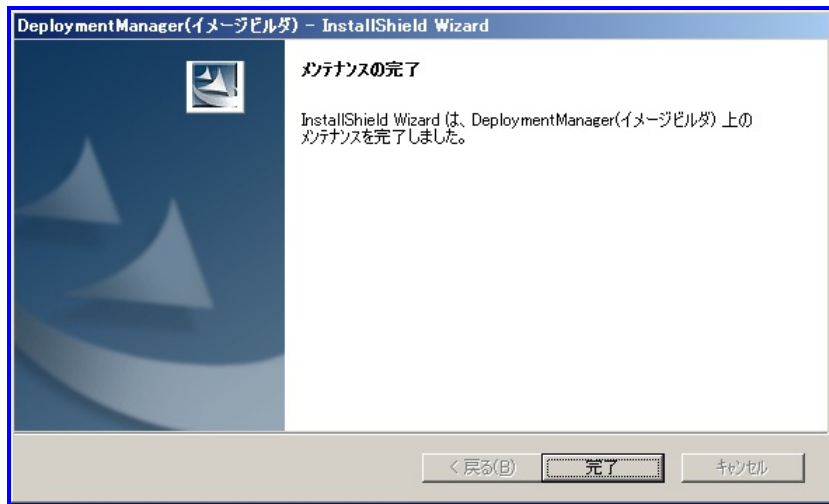 DeploymentManager(イメージビルダ) - InstallShield Wizard
メンテナンスの完了
InstallShield Wizard は、DeploymentManager(イメージビルダ) 上の
メンテナンスを完了しました。
< 戻る(B)
完了
キャンセル